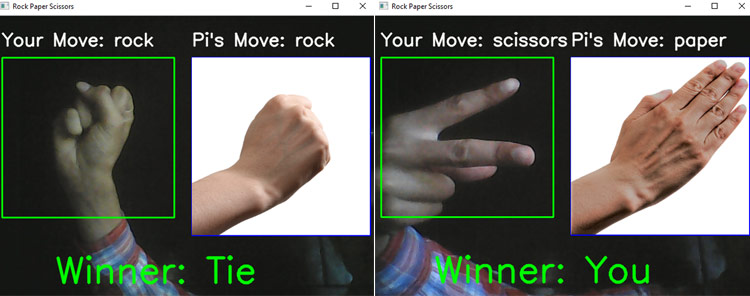 Rock Paper Scissors
Your Move: rock Pi's Move: rock
Winner: Tie
Rock Paper Scissors
Your Move: scissors Pi's Move: paper
Winner: You